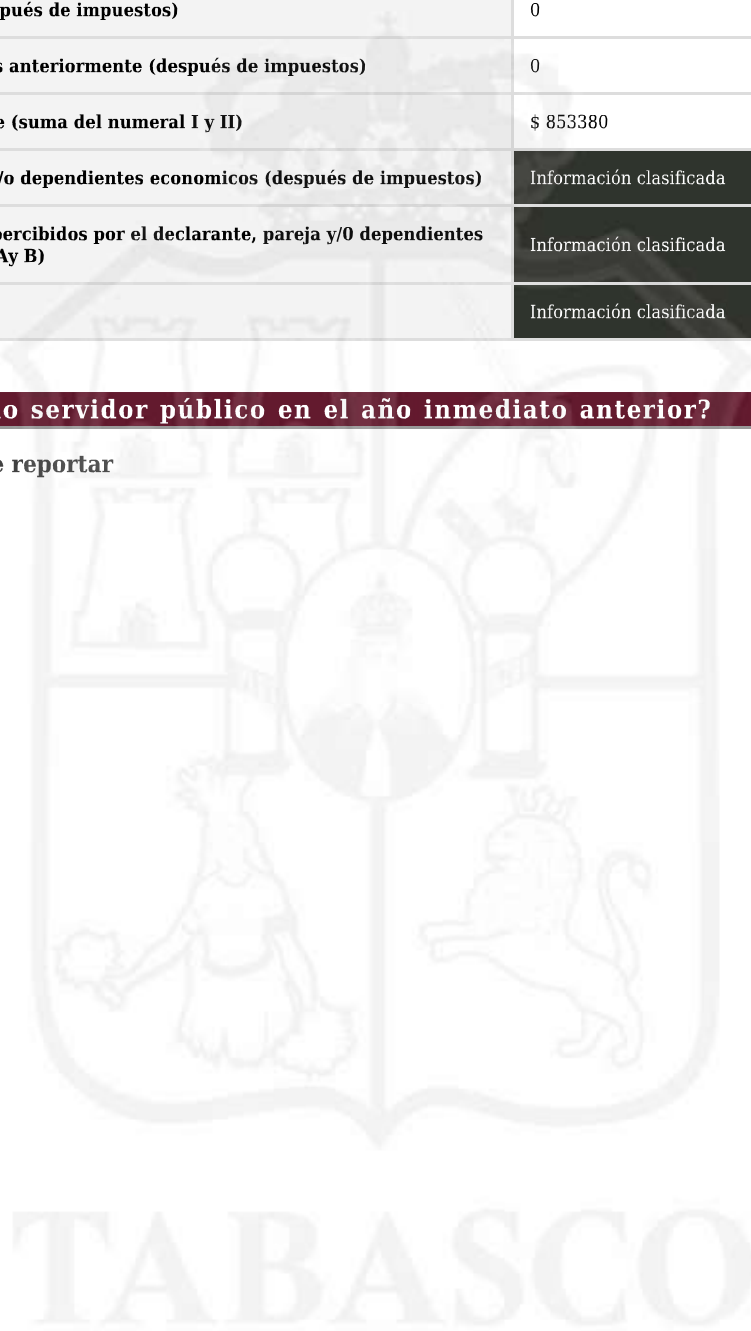 pués de impuestos)
0
s anteriormente (después de impuestos)
0
e (suma del numeral I y II)
$ 853380
/o dependientes economicos (después de impuestos)
Información clasificada
percibidos por el declarante, pareja y/0 dependientes
Ay B)
Información clasificada
Información clasificada
o servidor público en el año inmediato anterior?
e reportar
TABASCO